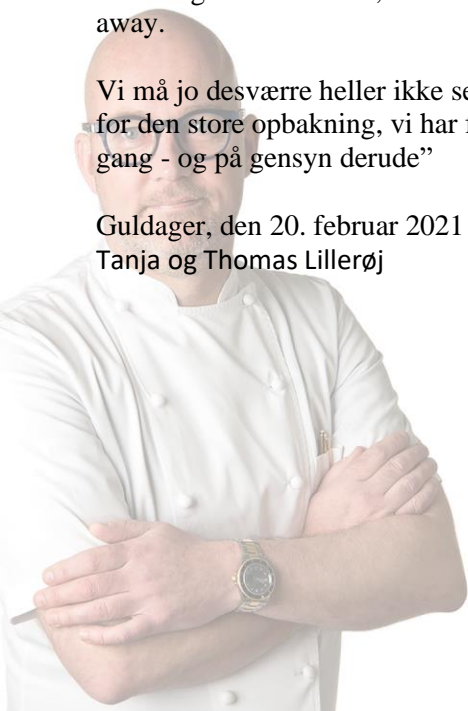 away.
Vi må jo desværre heller ikke se
for den store opbakning, vi har f
gang - og på gensyn derude”
Guldager, den 20. februar 2021
Tanja og Thomas Lillerøj